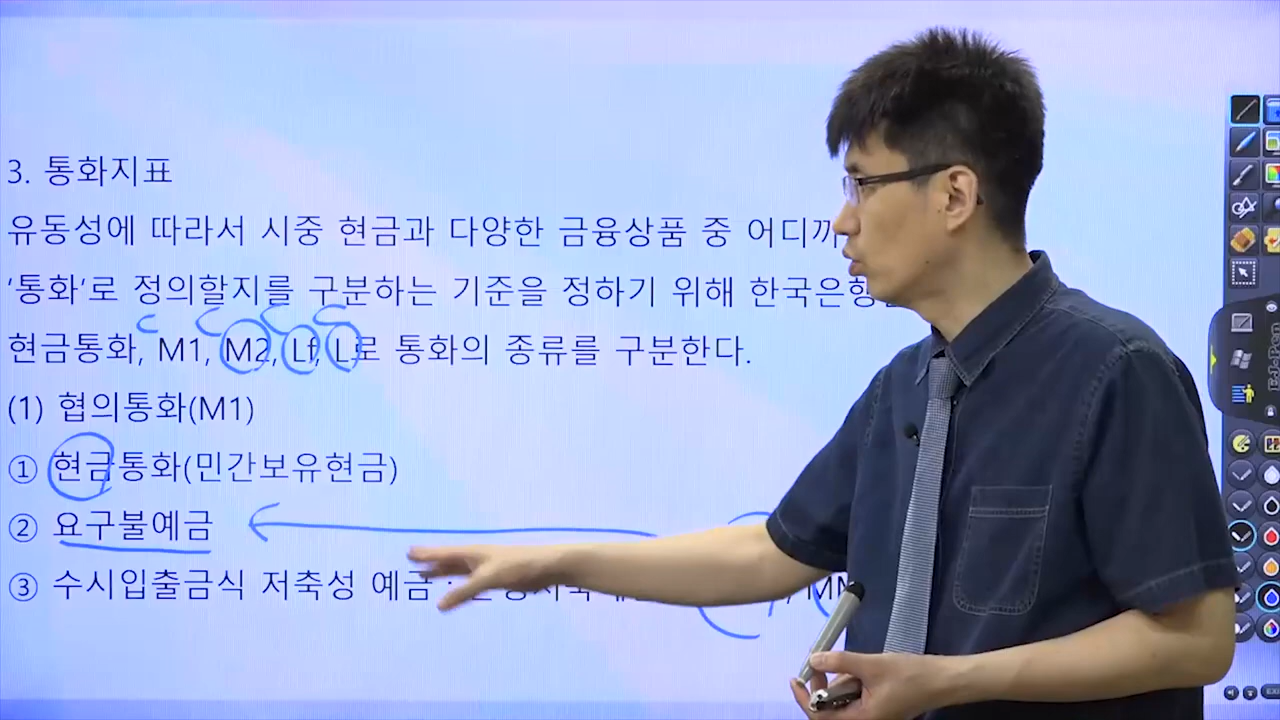 3. 통화지표
유동성에 따라서 시중 현금과 다양한 금융상품 중 어디까
‘통화’로 정의할지를 구분하는 기준을 정하기 위해 한국은행
현금통화, M1, M2, Lf, L로 통화의 종류를 구분한다.
(1) 협의통화(M1)
① 현금통화(민간보유현금)
② 요구불예금
③ 수시입출금식 저축성 예금